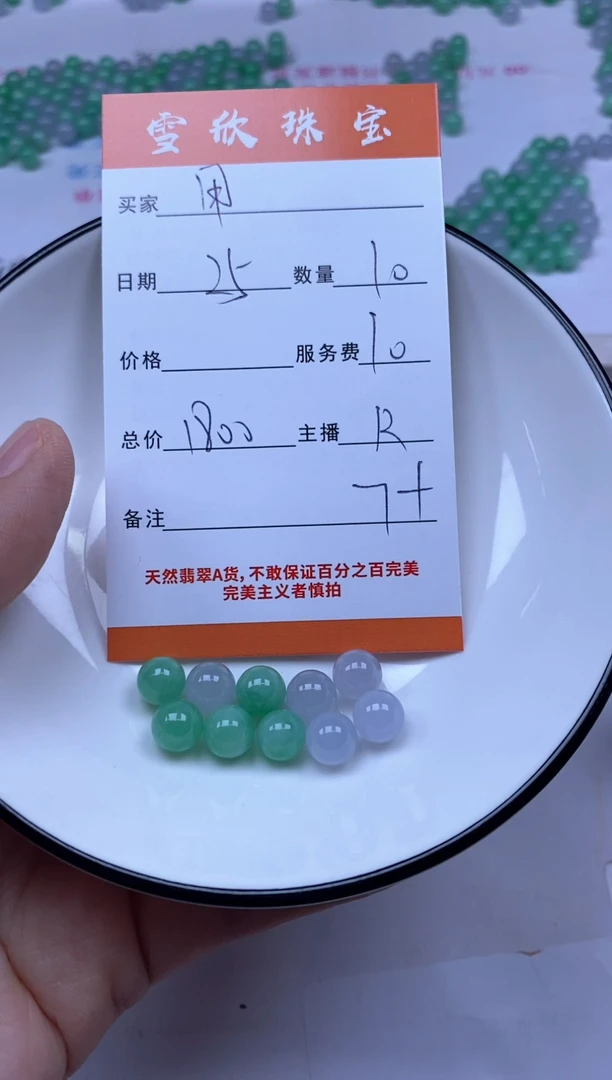 雪欣珠宝
买家 闲
日期 25 数量 10
价格 服务费 10
总价 1800 主播 R
备注 7+
天然翡翠A货,不敢保证百分之百完美
完美主义者慎拍